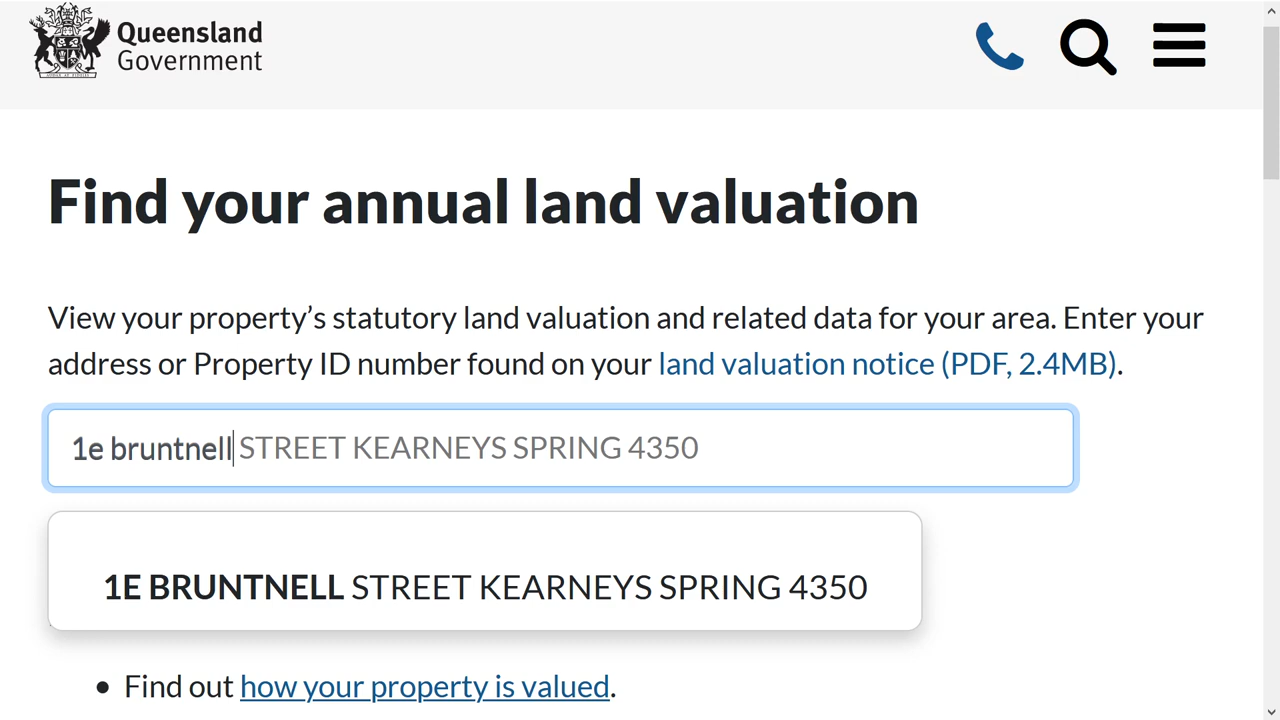 Queensland
Government
Find your annual land valuation
View your property’s statutory land valuation and related data for your area. Enter your
address or Property ID number found on your land valuation notice (PDF, 2.4MB).
1e bruntnell STREET KEARNEYS SPRING 4350
1E BRUNTNELL STREET KEARNEYS SPRING 4350
• Find out how your property is valued.